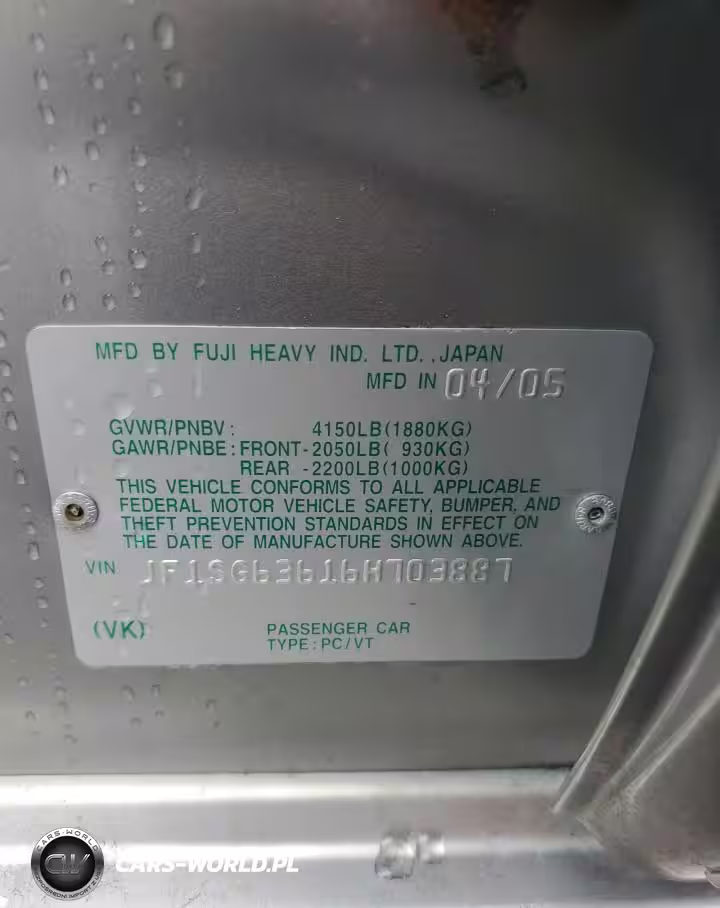 MFD BY FUJI HEAVY IND. LTD. ,JAPAN
MFD IN 04/05
GVWR/PNBV: 4150LB(1880KG)
GAWR/PNBE: FRONT-2050LB( 930KG)
REAR -2200LB(1000KG)
THIS VEHICLE CONFORMS TO ALL APPLICABLE
FEDERAL MOTOR VEHICLE SAFETY, BUMPER, AND
THEFT PREVENTION STANDARDS IN EFFECT ON
THE DATE OF MANUFACTURE SHOWN ABOVE.
VIN JF1SG63616H703887
(VK) PASSENGER CAR
TYPE:PC/VT
CARS-WORLD
CW
CARS-WORLD.PL